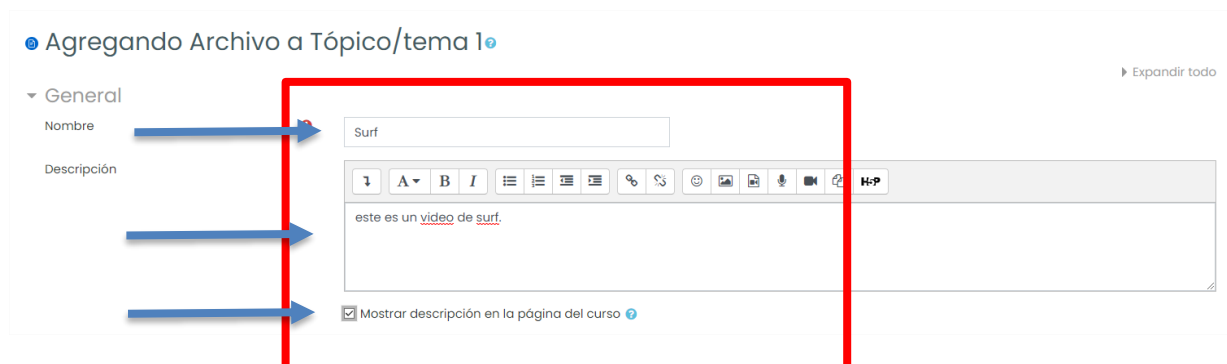 Agregando Archivo a Tópico/tema 1
Expandir todo
General
Nombre
Surf
Descripción
A B I H-P
este es un video de surf.
Mostrar descripción en la página del curso